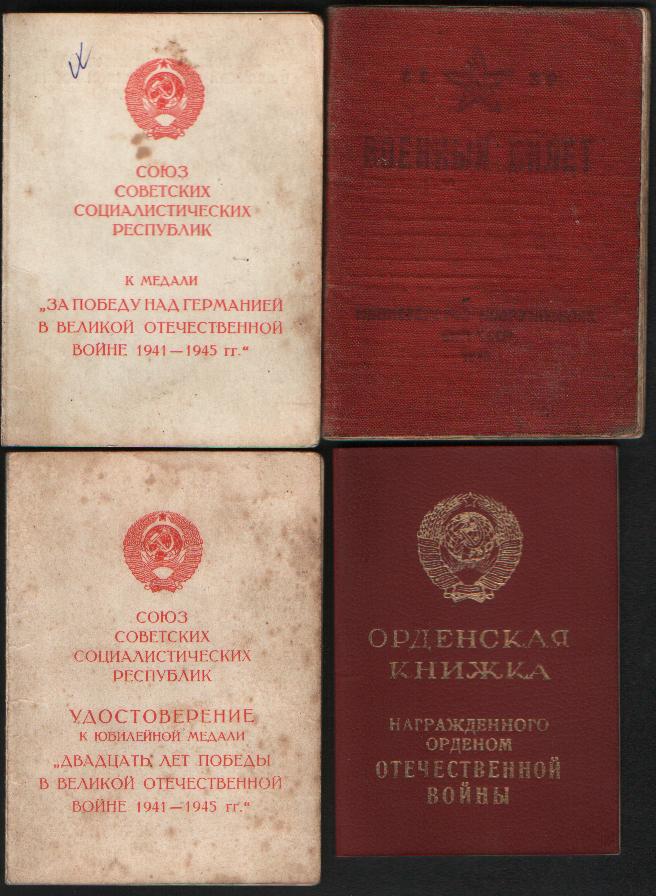 СОЮЗ
СОВЕТСКИХ
СОЦИАЛИСТИЧЕСКИХ
РЕСПУБЛИК
К МЕДАЛИ
„ЗА ПОБЕДУ НАД ГЕРМАНИЕЙ
В ВЕЛИКОЙ ОТЕЧЕСТВЕННОЙ
ВОЙНЕ 1941—1945 гг.“
ВОЕННЫЙ БИЛЕТ
СОЮЗ
СОВЕТСКИХ
СОЦИАЛИСТИЧЕСКИХ
РЕСПУБЛИК
УДОСТОВЕРЕНИЕ
К ЮБИЛЕЙНОЙ МЕДАЛИ
„ДВАДЦАТЬ ЛЕТ ПОБЕДЫ
В ВЕЛИКОЙ ОТЕЧЕСТВЕННОЙ
ВОЙНЕ 1941—1945 гг.“
ОРДЕНСКАЯ
КНИЖКА
НАГРАЖДЕННОГО
ОРДЕНОМ
ОТЕЧЕСТВЕННОЙ
ВОЙНЫ